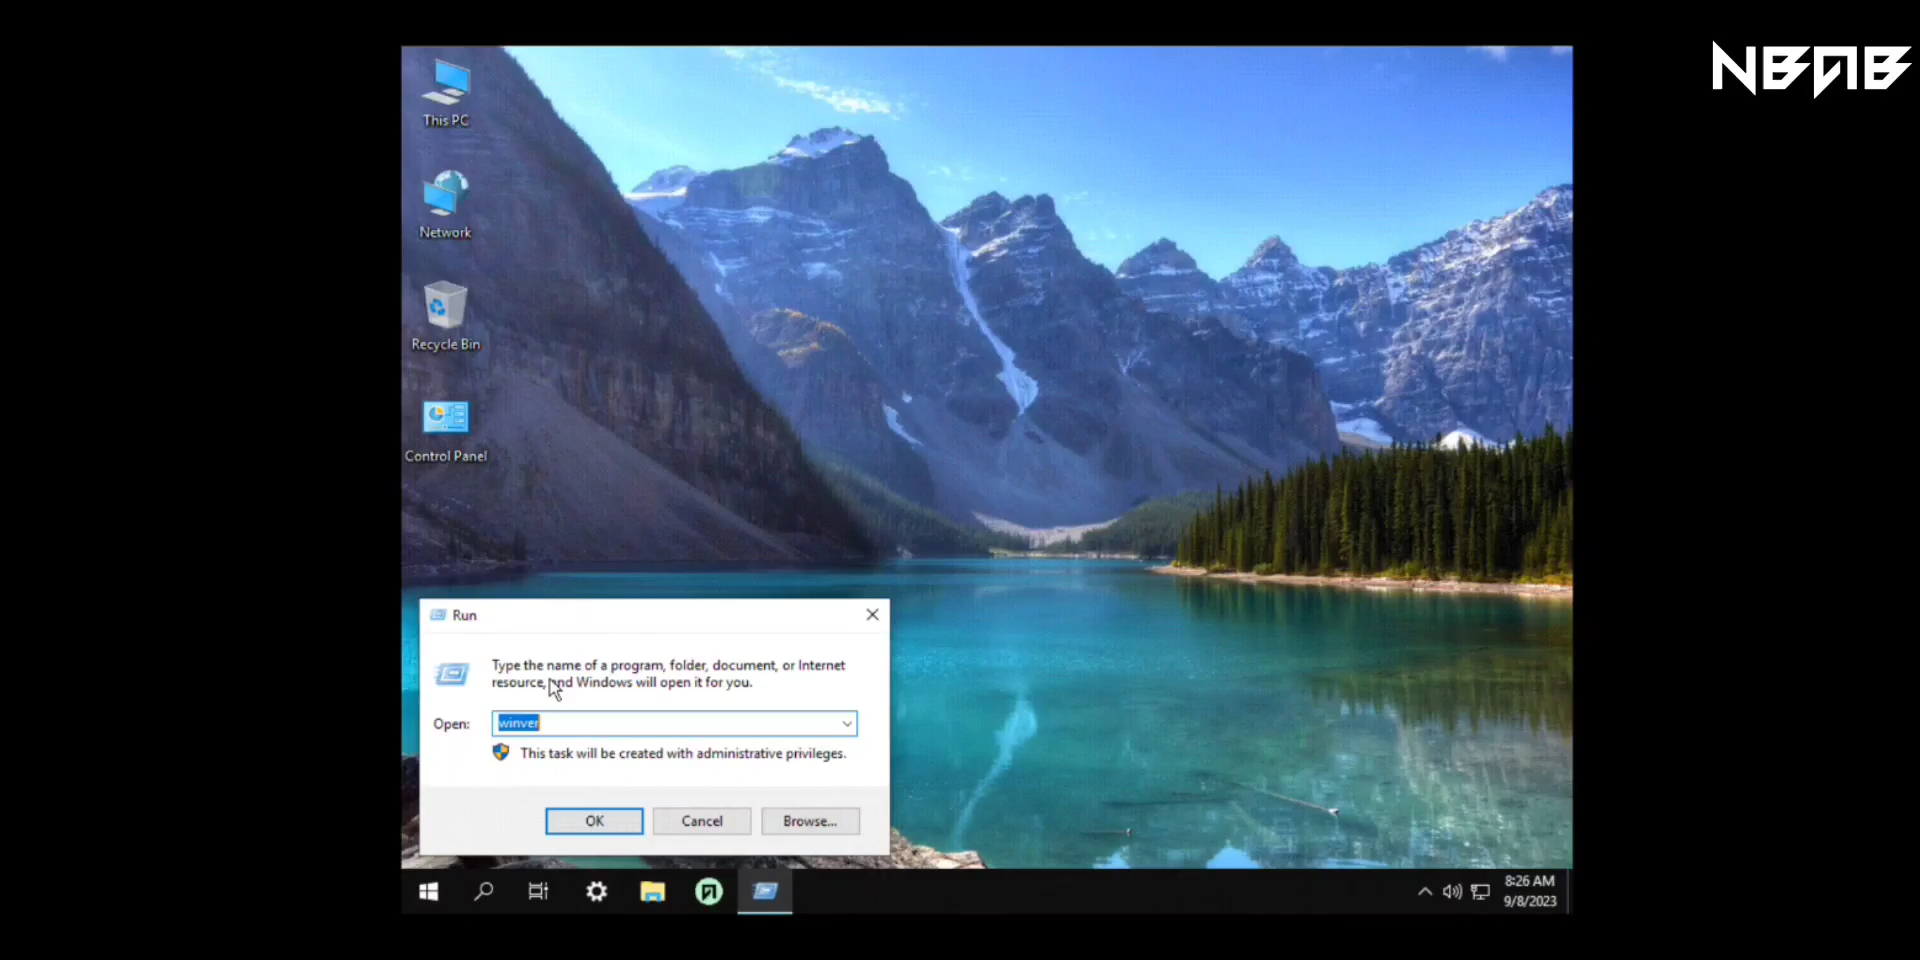 NBAB
This PC
Network
Recycle Bin
Control Panel
Run
Type the name of a program, folder, document, or Internet
resource, and Windows will open it for you.
Open:
winver
This task will be created with administrative privileges.
OK
Cancel
Browse...
8:26 AM
9/8/2023